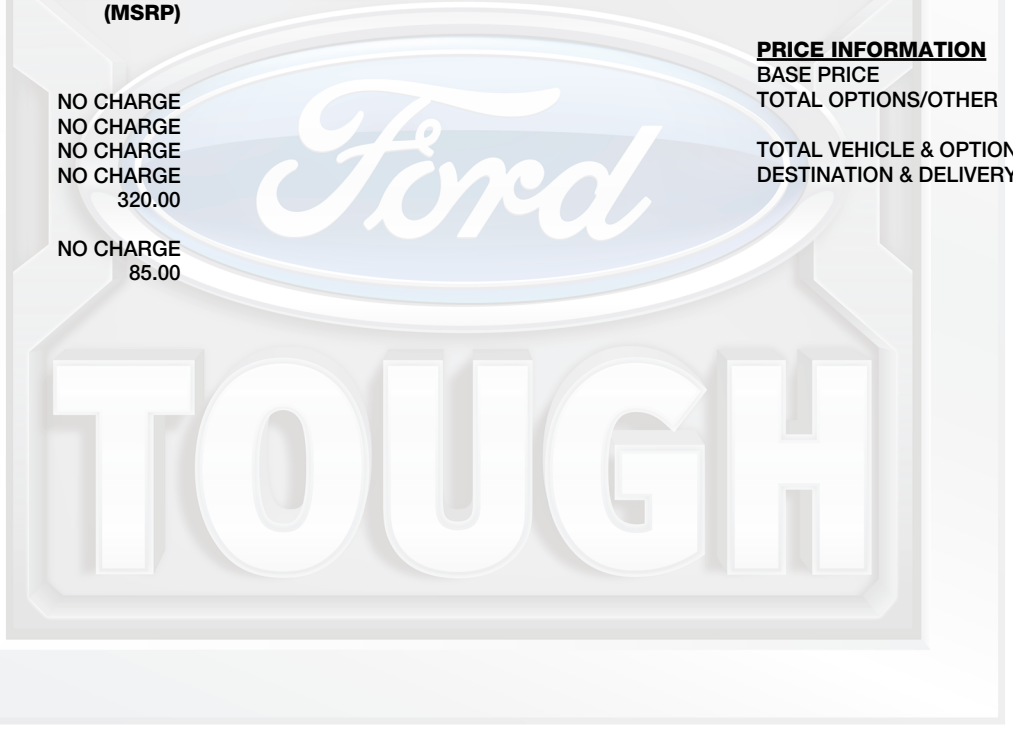 (MSRP)
NO CHARGE
NO CHARGE
NO CHARGE
NO CHARGE
320.00
NO CHARGE
85.00
PRICE INFORMATION
BASE PRICE
TOTAL OPTIONS/OTHER
TOTAL VEHICLE & OPTION
DESTINATION & DELIVERY
Ford
TOUGH